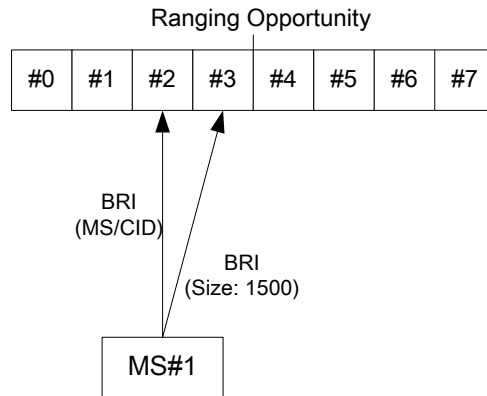 Ranging Opportunity
#0 #1 #2 #3 #4 #5 #6 #7
BRI
(MS/CID)
BRI
(Size: 1500)
MS#1